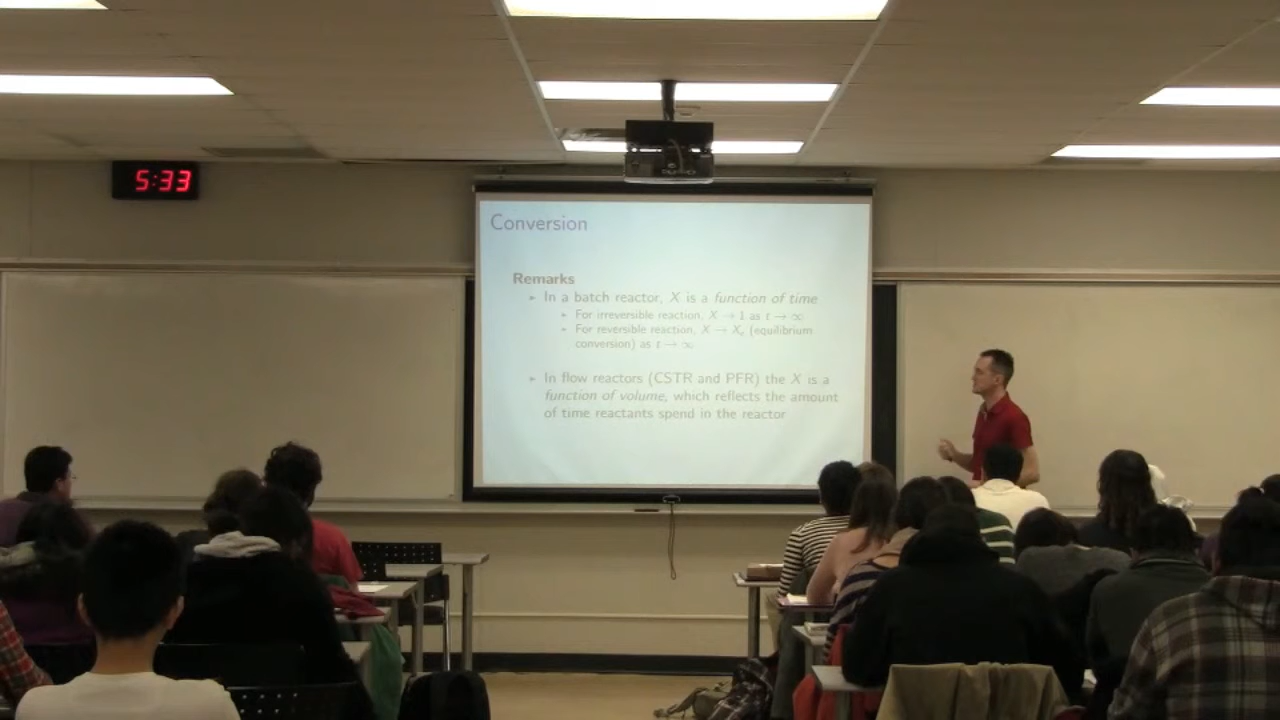 5:33
Conversion
Remarks
In a batch reactor, X is a function of time
For irreversible reaction, X → 1 as t → ∞
For reversible reaction, X → Xₑ (equilibrium
conversion) as t → ∞
In flow reactors (CSTR and PFR) the X is a
function of volume, which reflects the amount
of time reactants spend in the reactor